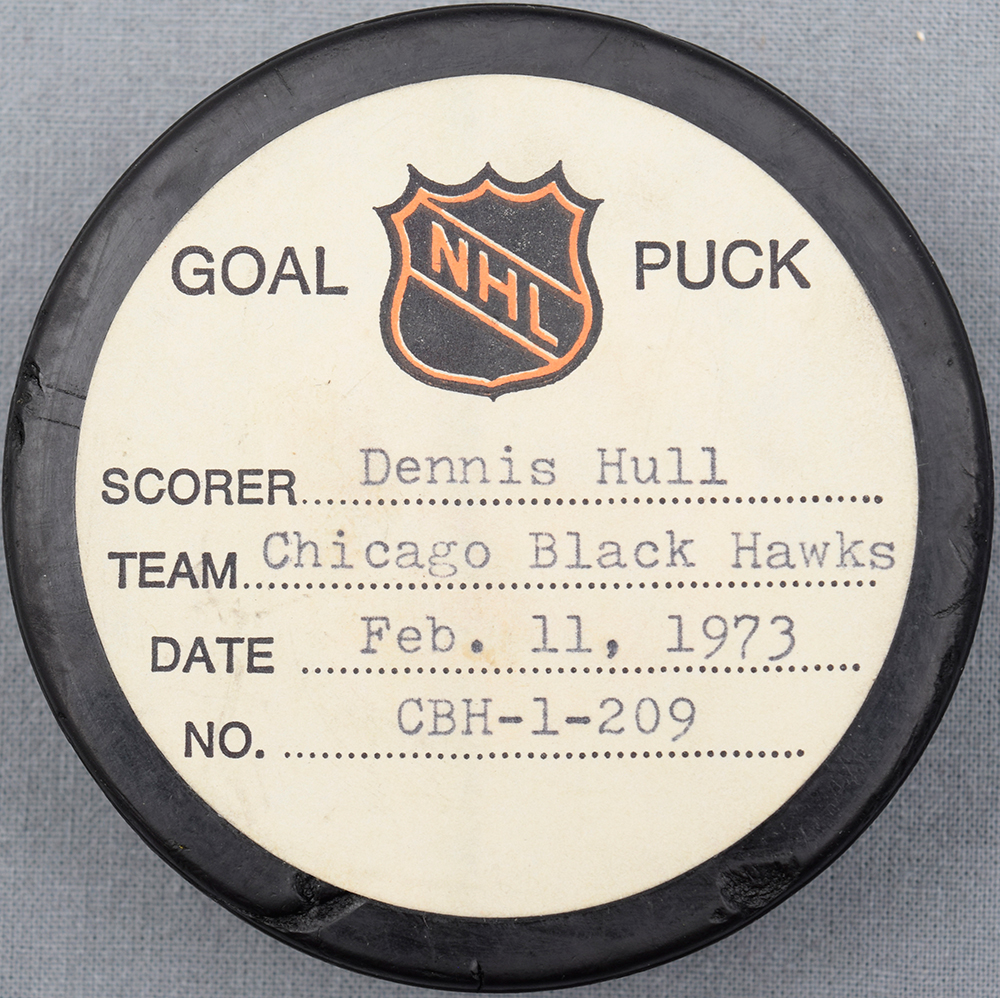 GOAL NHL PUCK
SCORER Dennis Hull
TEAM Chicago Black Hawks
DATE Feb. 11, 1973
NO. CBH-1-209